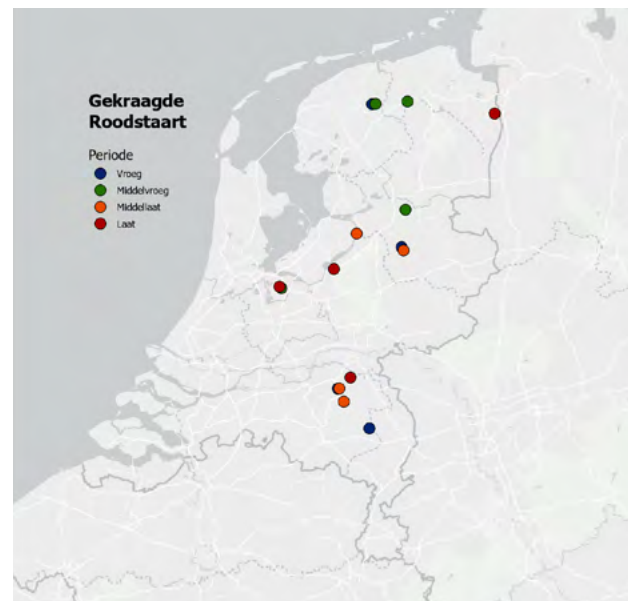 Gekraagde
Roodstaart
Periode
Vroeg
Middelvroeg
Middellaat
Laat